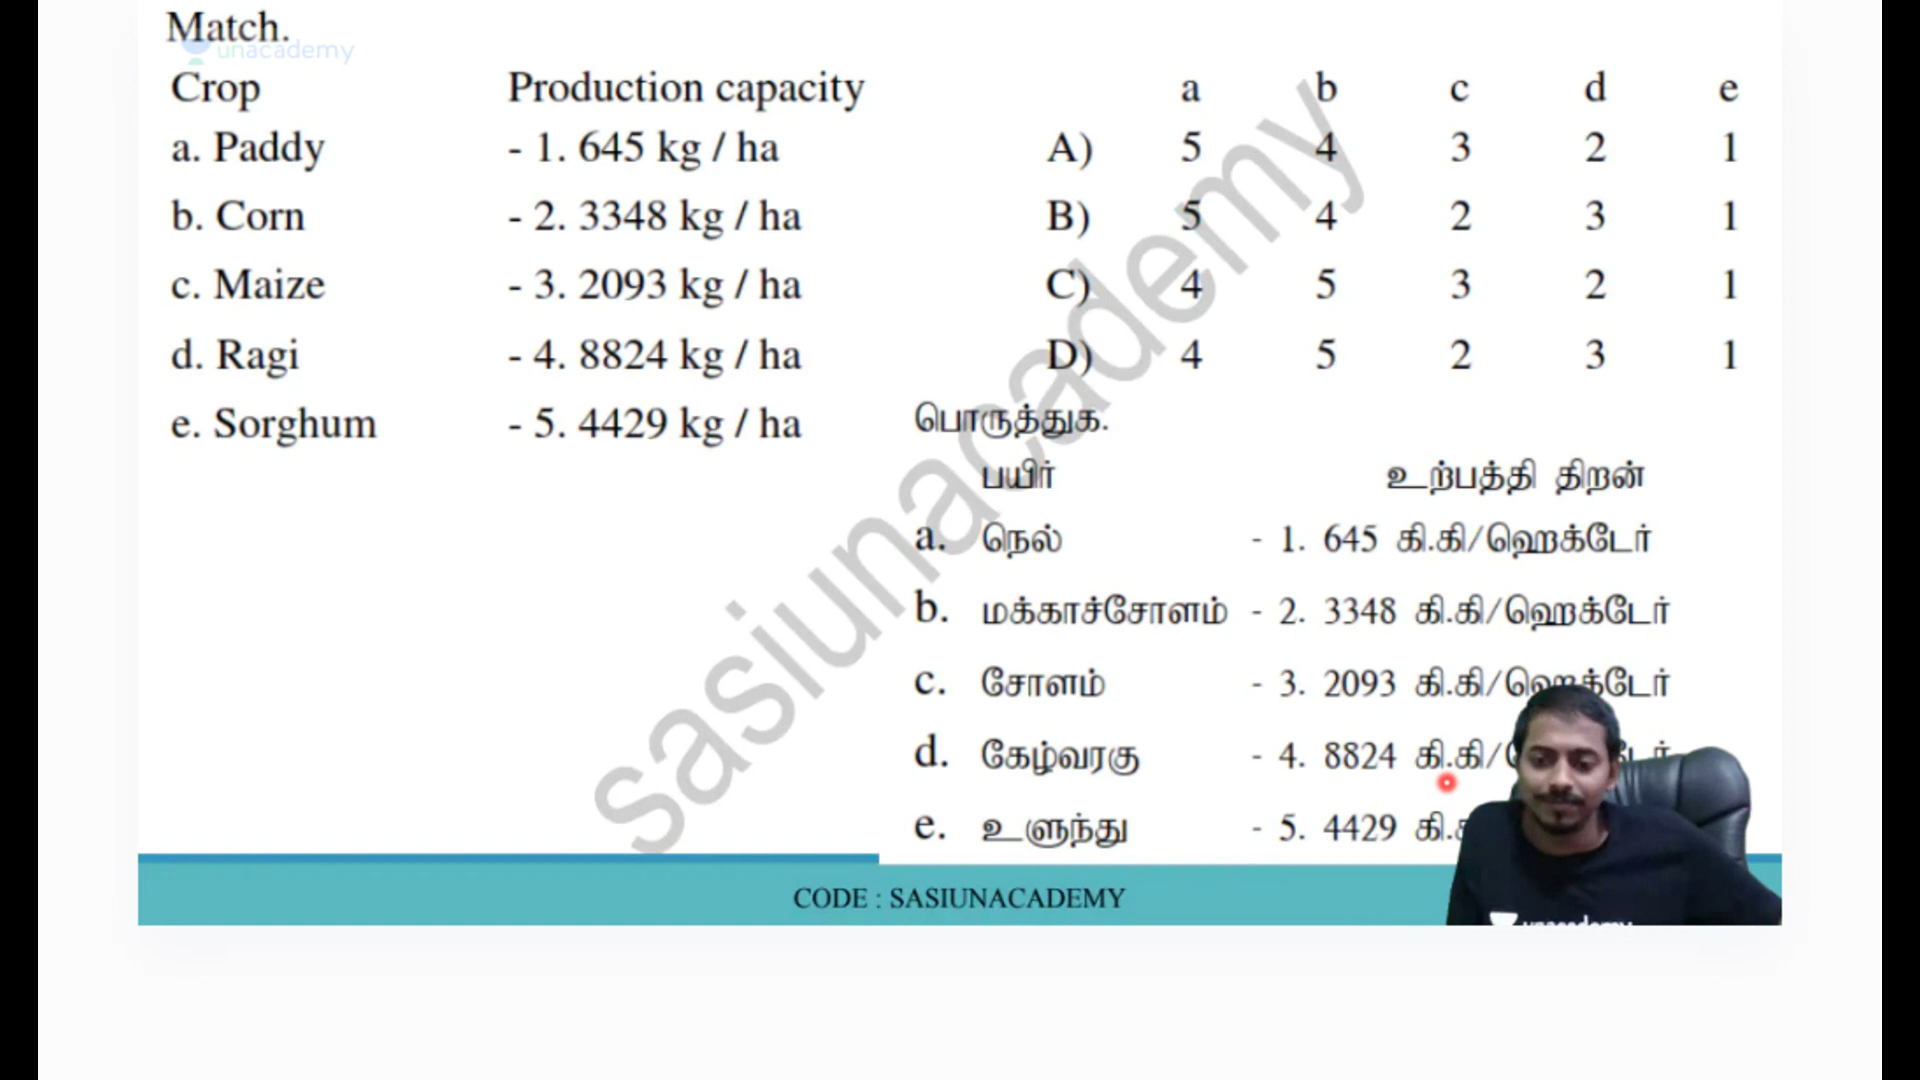 Match.
unacademy
Crop Production capacity
a. Paddy - 1. 645 kg / ha
b. Corn - 2. 3348 kg / ha
c. Maize - 3. 2093 kg / ha
d. Ragi - 4. 8824 kg / ha
e. Sorghum - 5. 4429 kg / ha
a b c d e
A) 5 4 3 2 1
B) 5 4 2 3 1
C) 4 5 3 2 1
D) 4 5 2 3 1
பொருத்துக.
பயிர் உற்பத்தி திறன்
a. நெல் - 1. 645 கி.கி/ஹெக்டேர்
b. மக்காச்சோளம் - 2. 3348 கி.கி/ஹெக்டேர்
c. சோளம் - 3. 2093 கி.கி/ஹெக்டேர்
d. கேழ்வரகு - 4. 8824 கி.கி/
e. உளுந்து - 5. 4429 கி.
sasiunacademy
CODE : SASIUNACADEMY
unacademy